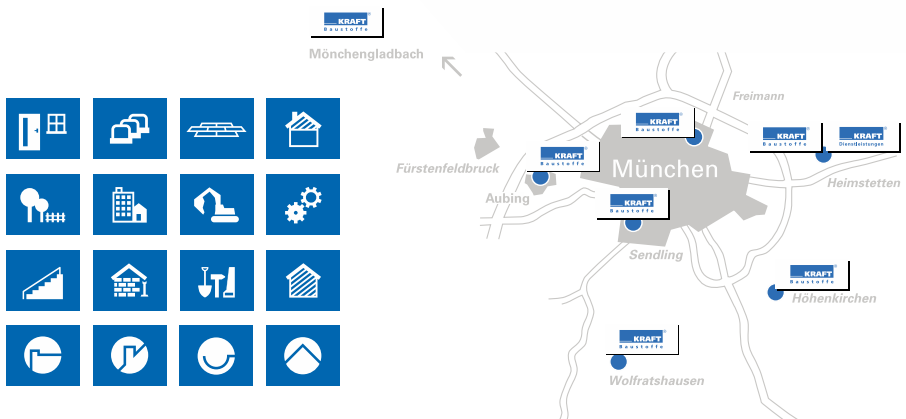 KRAFT®
Baustoffe
Mönchengladbach
Freimann
KRAFT®
Baustoffe
KRAFT®
Baustoffe
KRAFT®
Dienstleistungen
KRAFT®
Baustoffe
Fürstenfeldbruck
München
Heimstetten
Aubing
KRAFT®
Baustoffe
Sendling
KRAFT®
Baustoffe
Höhenkirchen
KRAFT®
Baustoffe
Wolfratshausen